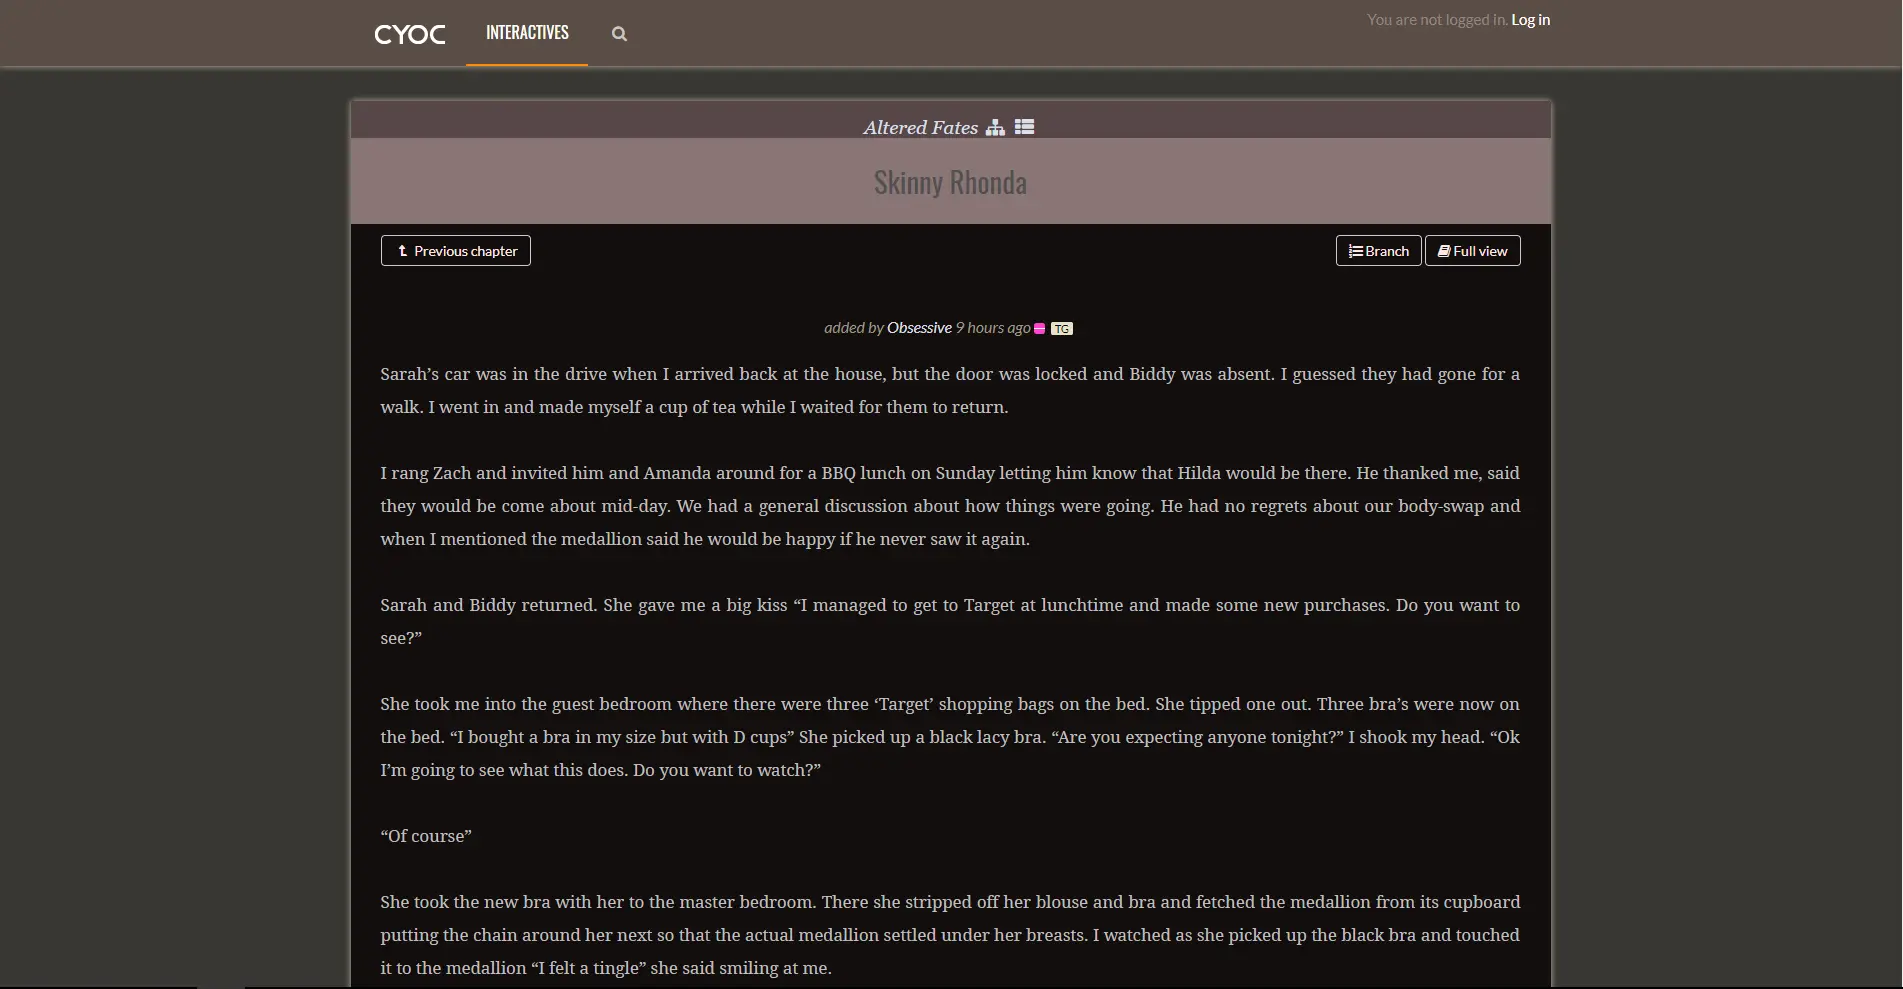 CYOC
INTERACTIVES
You are not logged in. Log in
Altered Fates
Skinny Rhonda
Previous chapter
Branch
Full view
added by Obsessive 9 hours ago TG
Sarah’s car was in the drive when I arrived back at the house, but the door was locked and Biddy was absent. I guessed they had gone for a
walk. I went in and made myself a cup of tea while I waited for them to return.
I rang Zach and invited him and Amanda around for a BBQ lunch on Sunday letting him know that Hilda would be there. He thanked me, said
they would be come about mid-day. We had a general discussion about how things were going. He had no regrets about our body-swap and
when I mentioned the medallion said he would be happy if he never saw it again.
Sarah and Biddy returned. She gave me a big kiss “I managed to get to Target at lunchtime and made some new purchases. Do you want to
see?”
She took me into the guest bedroom where there were three ‘Target’ shopping bags on the bed. She tipped one out. Three bra’s were now on
the bed. “I bought a bra in my size but with D cups” She picked up a black lacy bra. “Are you expecting anyone tonight?” I shook my head. “Ok
I’m going to see what this does. Do you want to watch?”
“Of course”
She took the new bra with her to the master bedroom. There she stripped off her blouse and bra and fetched the medallion from its cupboard
putting the chain around her next so that the actual medallion settled under her breasts. I watched as she picked up the black bra and touched
it to the medallion “I felt a tingle” she said smiling at me.